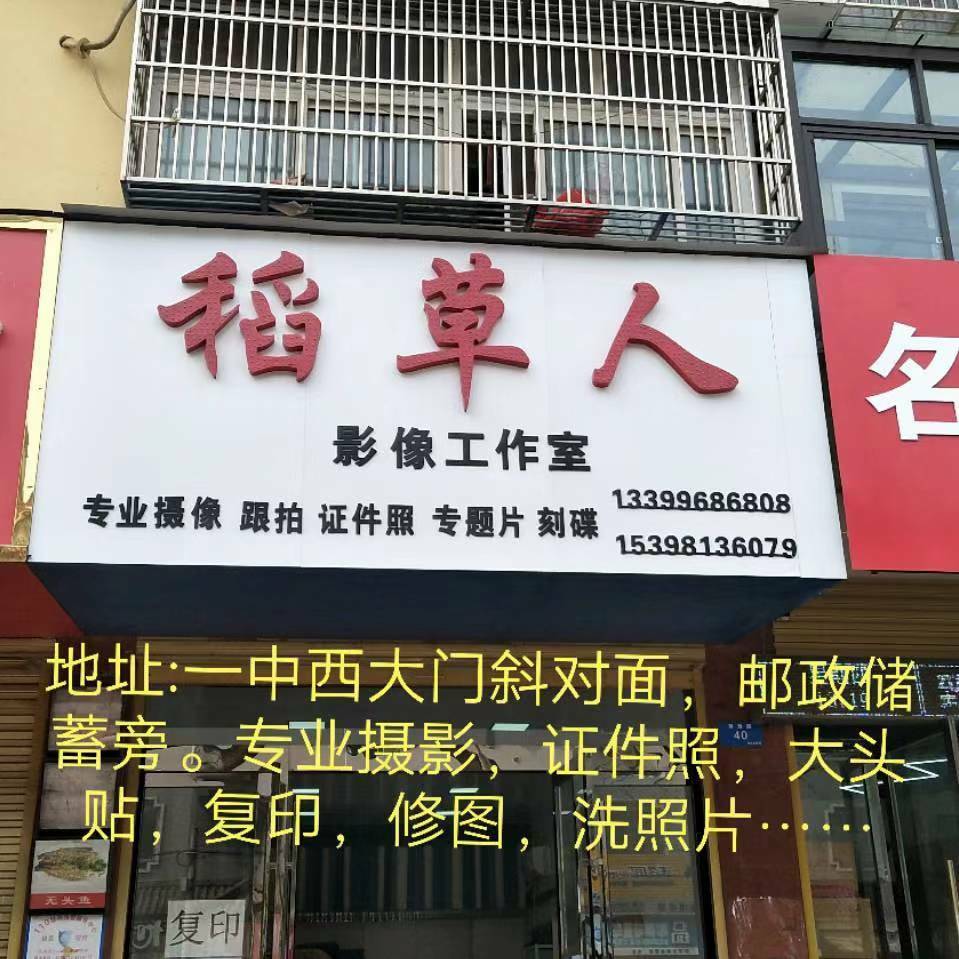 稻草人
影像工作室
专业摄像 跟拍 证件照 专题片 刻碟
13399686808
15398136079
名
地址:一中西大门斜对面，邮政储
蓄旁。专业摄影，证件照，大头
贴，复印，修图，洗照片……
40
无头鱼
复印